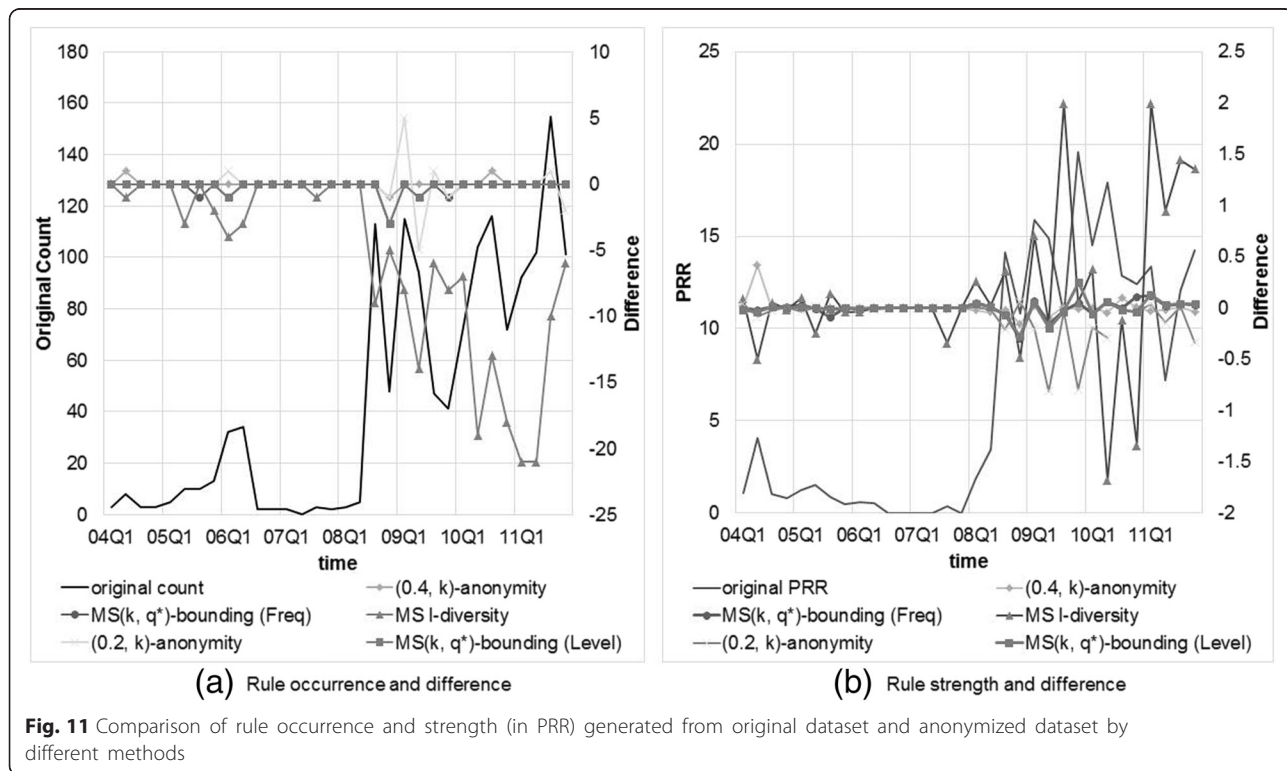 180
160
140
120
100
80
60
40
20
0
Original Count
10
5
0
-5
-10
-15
-20
-25
Difference
04Q1 05Q1 06Q1 07Q1 08Q1 09Q1 10Q1 11Q1
time
original count
(0.4, k)-anonymity
MS(k, q*)-bounding (Freq)
MS l-diversity
(0.2, k)-anonymity
MS(k, q*)-bounding (Level)
(a) Rule occurrence and difference
25
20
15
10
5
0
PRR
2.5
2
1.5
1
0.5
0
-0.5
-1
-1.5
-2
Difference
04Q1 05Q1 06Q1 07Q1 08Q1 09Q1 10Q1 11Q1
time
original PRR
(0.4, k)-anonymity
MS(k, q*)-bounding (Freq)
MS l-diversity
(0.2, k)-anonymity
MS(k, q*)-bounding (Level)
(b) Rule strength and difference
Fig. 11 Comparison of rule occurrence and strength (in PRR) generated from original dataset and anonymized dataset by
different methods